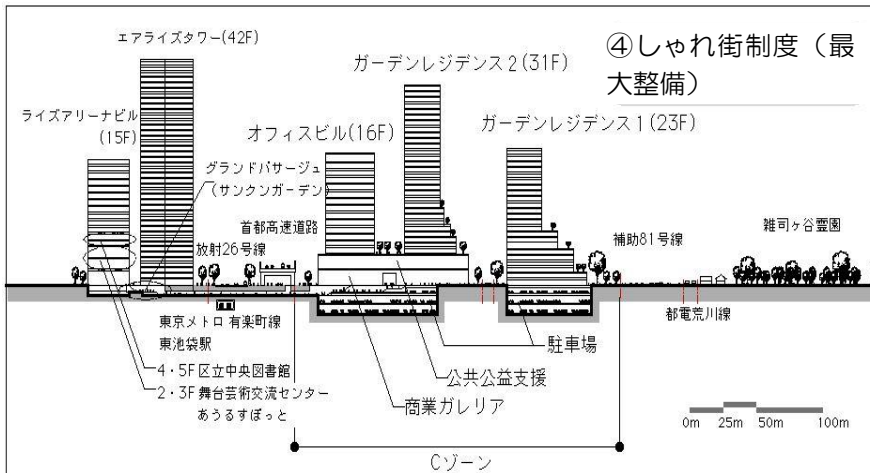 ④しゃれ街制度（最
大整備）
エアライズタワー(42F)
ガーデンレジデンス2(31F)
ライズアリーナビル
(15F)
オフィスビル(16F)
ガーデンレジデンス1(23F)
グランドパサージュ
(サンクンガーデン)
首都高速道路
放射26号線
補助81号線
雑司ヶ谷霊園
東京メトロ 有楽町線
東池袋駅
都電荒川線
駐車場
4・5F 区立中央図書館
2・3F 舞台芸術交流センター
あうるすぽっと
公共公益支援
商業ガレリア
0m 25m 50m 100m
Cゾーン